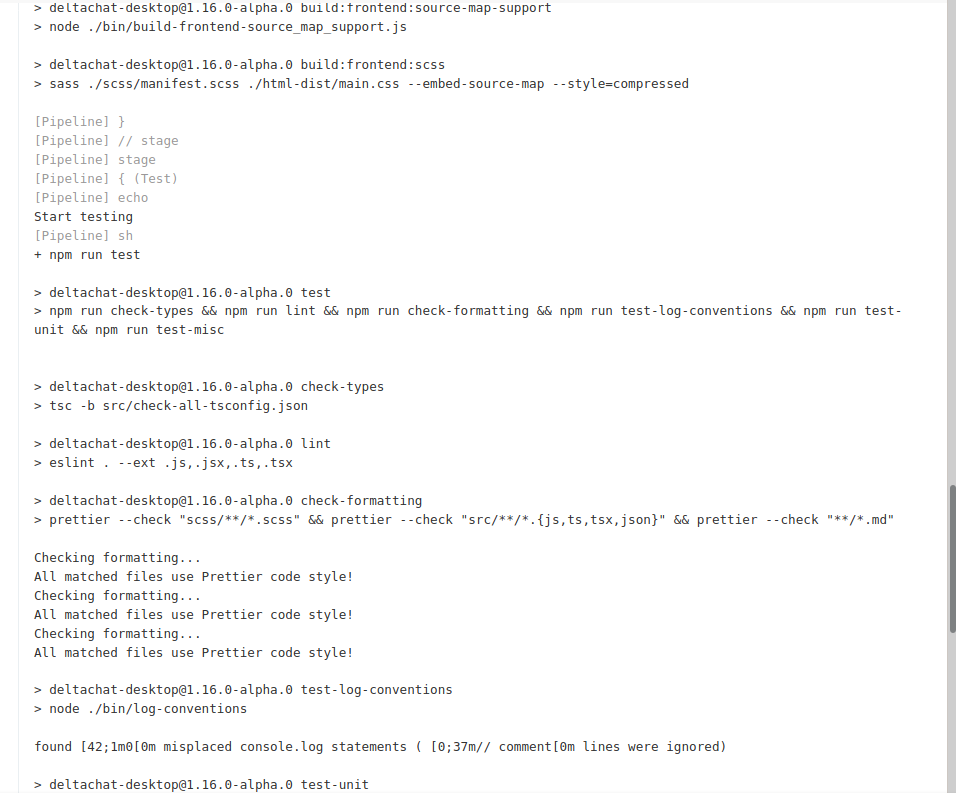 > deltachat-desktop@1.16.0-alpha.0 build:frontend:source-map-support
> node ./bin/build-frontend-source_map_support.js
> deltachat-desktop@1.16.0-alpha.0 build:frontend:scss
> sass ./scss/manifest.scss ./html-dist/main.css --embed-source-map --style=compressed
[Pipeline] }
[Pipeline] // stage
[Pipeline] stage
[Pipeline] { (Test)
[Pipeline] echo
Start testing
[Pipeline] sh
+ npm run test
> deltachat-desktop@1.16.0-alpha.0 test
> npm run check-types && npm run lint && npm run check-formatting && npm run test-log-conventions && npm run test-
unit && npm run test-misc
> deltachat-desktop@1.16.0-alpha.0 check-types
> tsc -b src/check-all-tsconfig.json
> deltachat-desktop@1.16.0-alpha.0 lint
> eslint . --ext .js,.jsx,.ts,.tsx
> deltachat-desktop@1.16.0-alpha.0 check-formatting
> prettier --check "scss/**/*.scss" && prettier --check "src/**/*.{js,ts,tsx,json}" && prettier --check "**/*.md"
Checking formatting...
All matched files use Prettier code style!
Checking formatting...
All matched files use Prettier code style!
Checking formatting...
All matched files use Prettier code style!
> deltachat-desktop@1.16.0-alpha.0 test-log-conventions
> node ./bin/log-conventions
found [42;1m0[0m misplaced console.log statements ( [0;37m// comment[0m lines were ignored)
> deltachat-desktop@1.16.0-alpha.0 test-unit